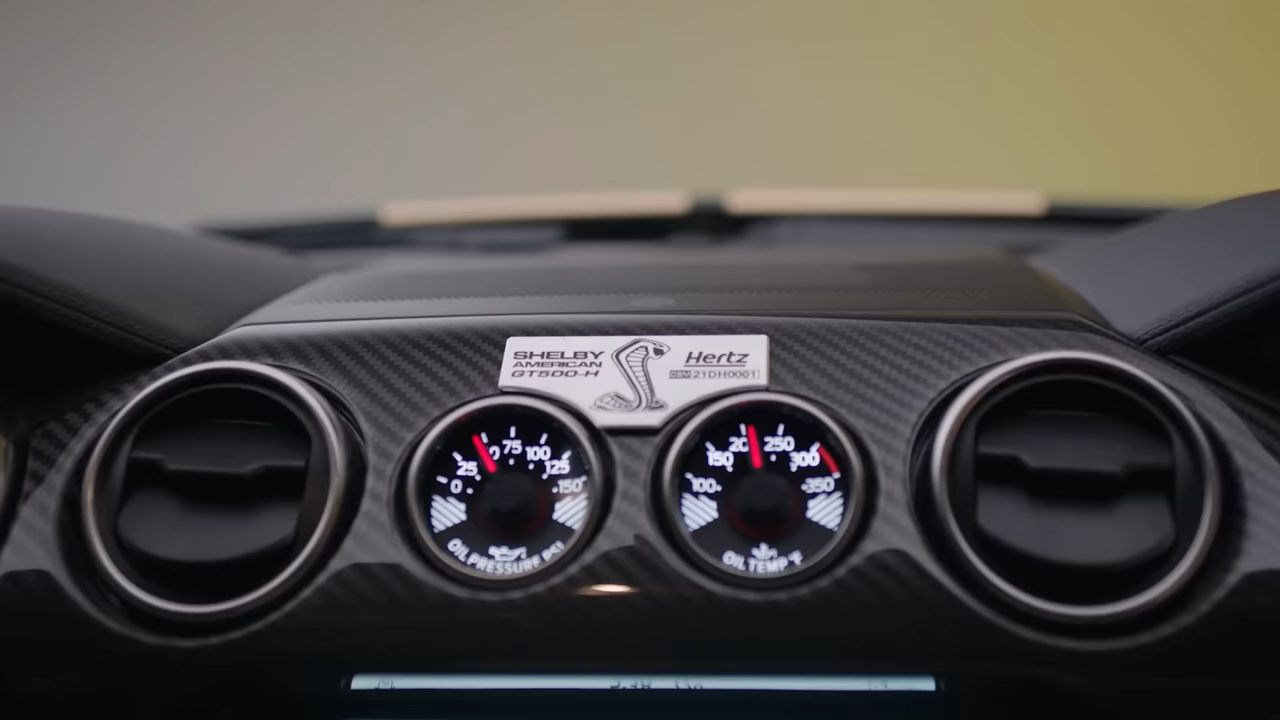 SHELBY
AMERICAN
GT500-H
Hertz
CSM 21DH0001
0 25 75 100 125 150
OIL PRESSURE PSI
100 150 250 300 350
OIL TEMP °F